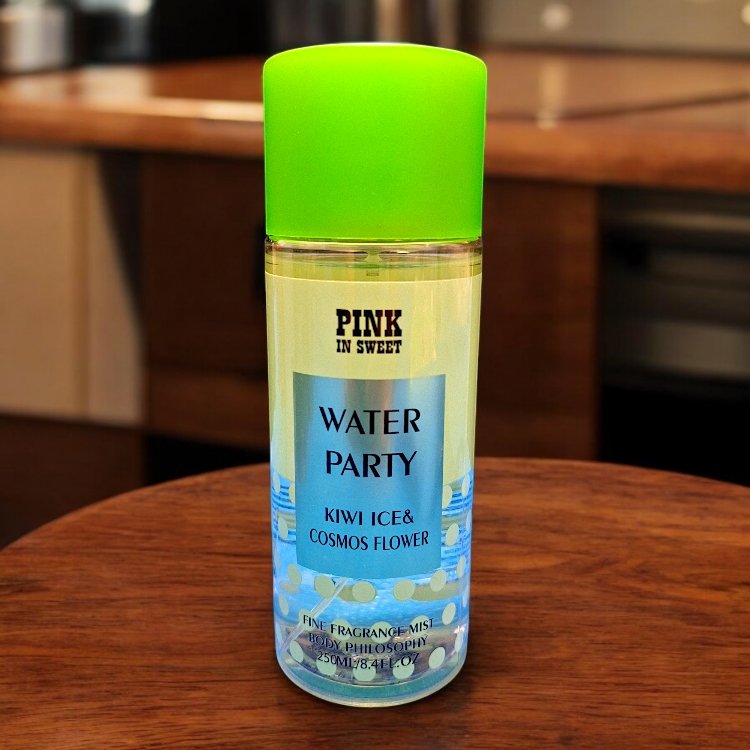 PINK
IN SWEET
WATER
PARTY
KIWI ICE&
COSMOS FLOWER
FINE FRAGRANCE MIST
BODY PHILOSOPHY
250ML/8.4FL.OZ